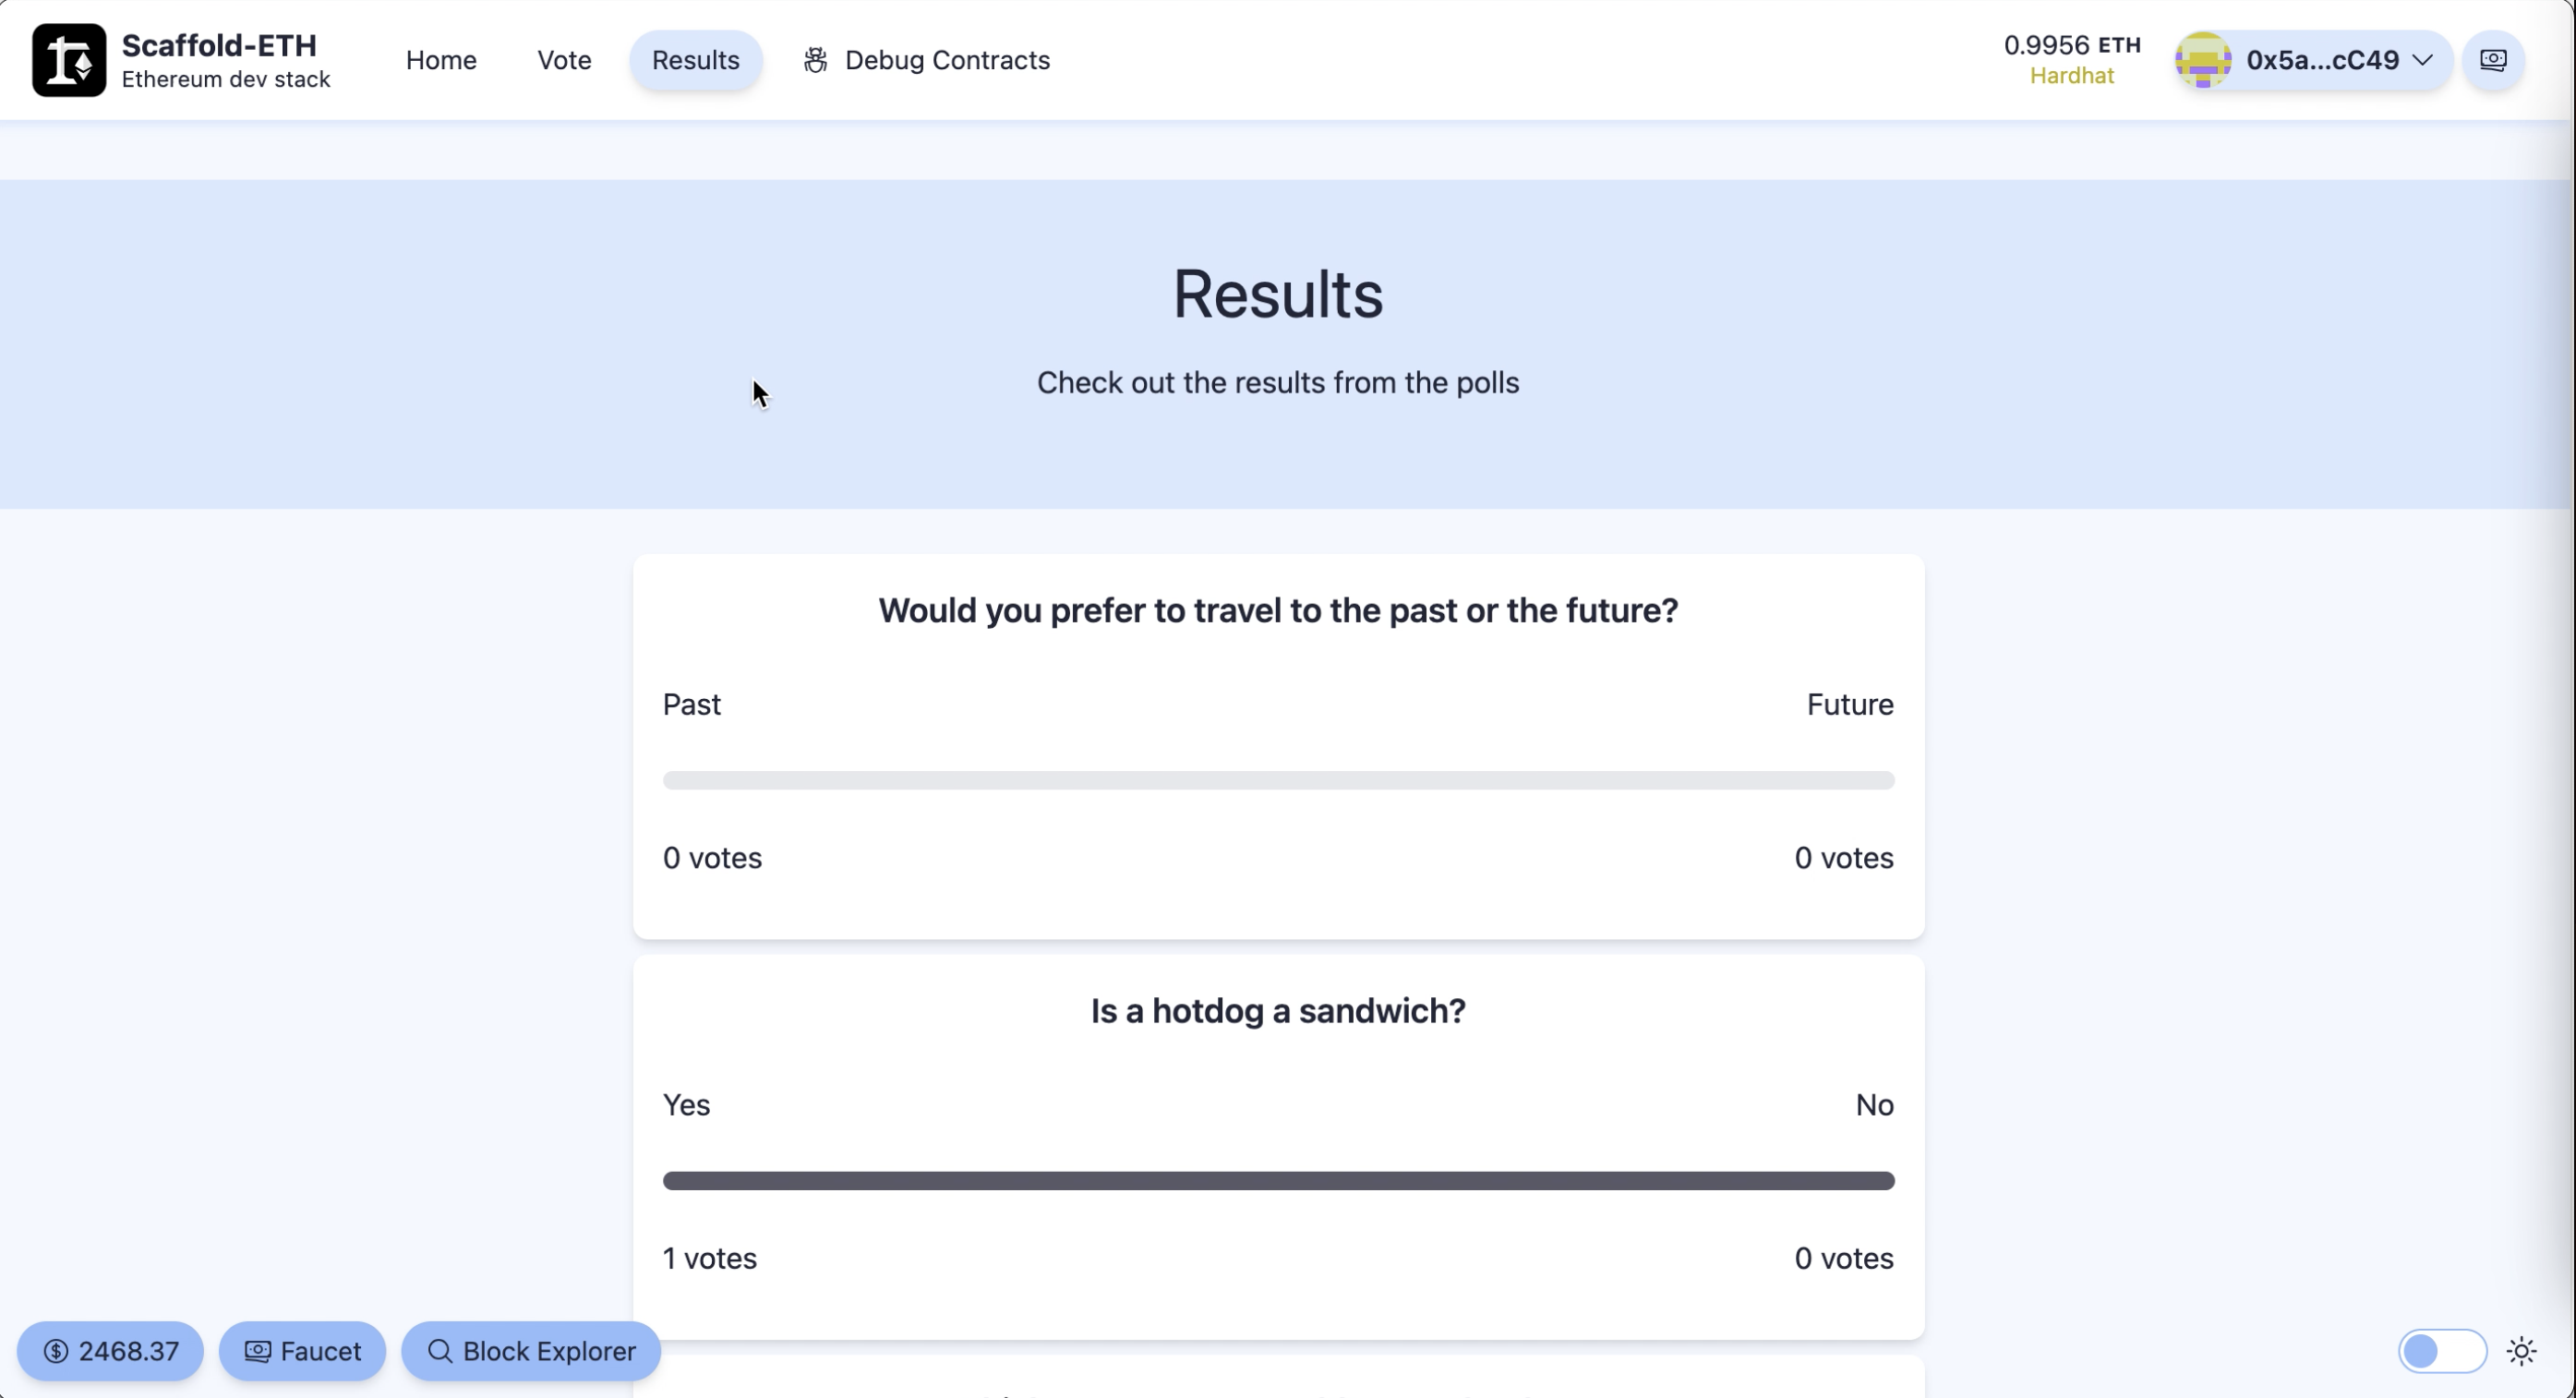 Scaffold-ETH
Ethereum dev stack
Home
Vote
Results
Debug Contracts
0.9956 ETH
Hardhat
0x5a...cC49
Results
Check out the results from the polls
Would you prefer to travel to the past or the future?
Past
Future
0 votes
0 votes
Is a hotdog a sandwich?
Yes
No
1 votes
0 votes
2468.37
Faucet
Block Explorer